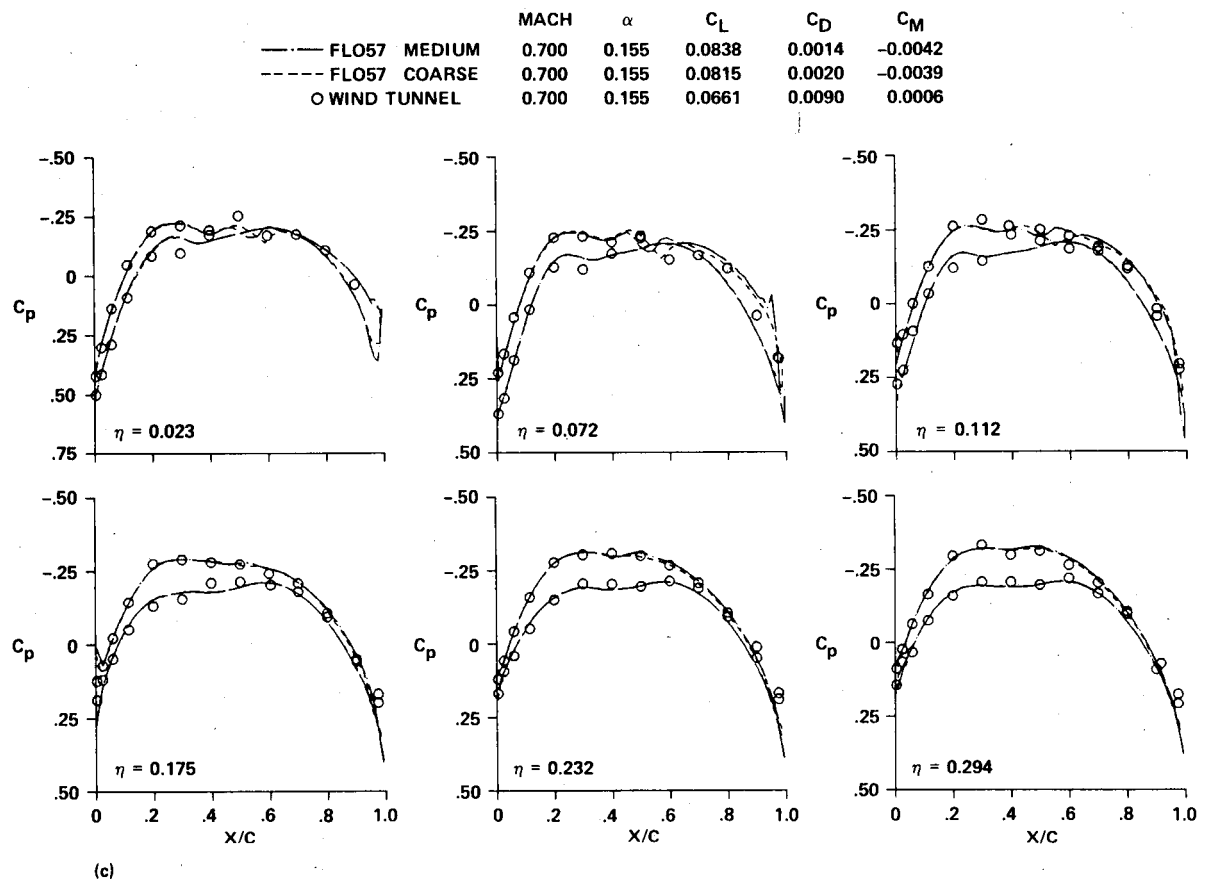 MACH α C_L C_D C_M
FLO57 MEDIUM 0.700 0.155 0.0838 0.0014 -0.0042
FLO57 COARSE 0.700 0.155 0.0815 0.0020 -0.0039
WIND TUNNEL 0.700 0.155 0.0661 0.0090 0.0006
-.50
-.25
0
C_p
.25
.50
.75
η = 0.023
-.50
-.25
0
C_p
.25
.50
η = 0.072
-.50
-.25
0
C_p
.25
.50
η = 0.112
-.50
-.25
0
C_p
.25
.50
η = 0.175
0 .2 .4 .6 .8 1.0
X/C
-.50
-.25
0
C_p
.25
.50
η = 0.232
0 .2 .4 .6 .8 1.0
X/C
-.50
-.25
0
C_p
.25
.50
η = 0.294
0 .2 .4 .6 .8 1.0
X/C
(c)